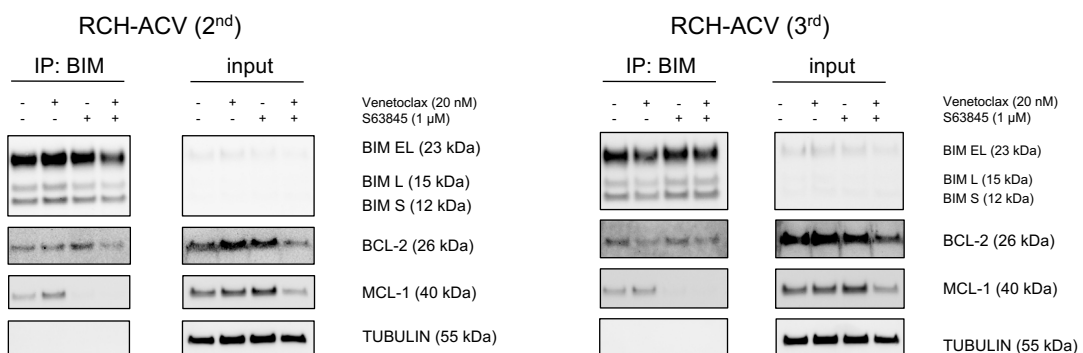 RCH-ACV (2nd)
IP: BIM input
- + - + - + - + Venetoclax (20 nM)
- - + + - - + + S63845 (1 µM)
BIM EL (23 kDa)
BIM L (15 kDa)
BIM S (12 kDa)
BCL-2 (26 kDa)
MCL-1 (40 kDa)
TUBULIN (55 kDa)
RCH-ACV (3rd)
IP: BIM input
- + - + - + - + Venetoclax (20 nM)
- - + + - - + + S63845 (1 µM)
BIM EL (23 kDa)
BIM L (15 kDa)
BIM S (12 kDa)
BCL-2 (26 kDa)
MCL-1 (40 kDa)
TUBULIN (55 kDa)